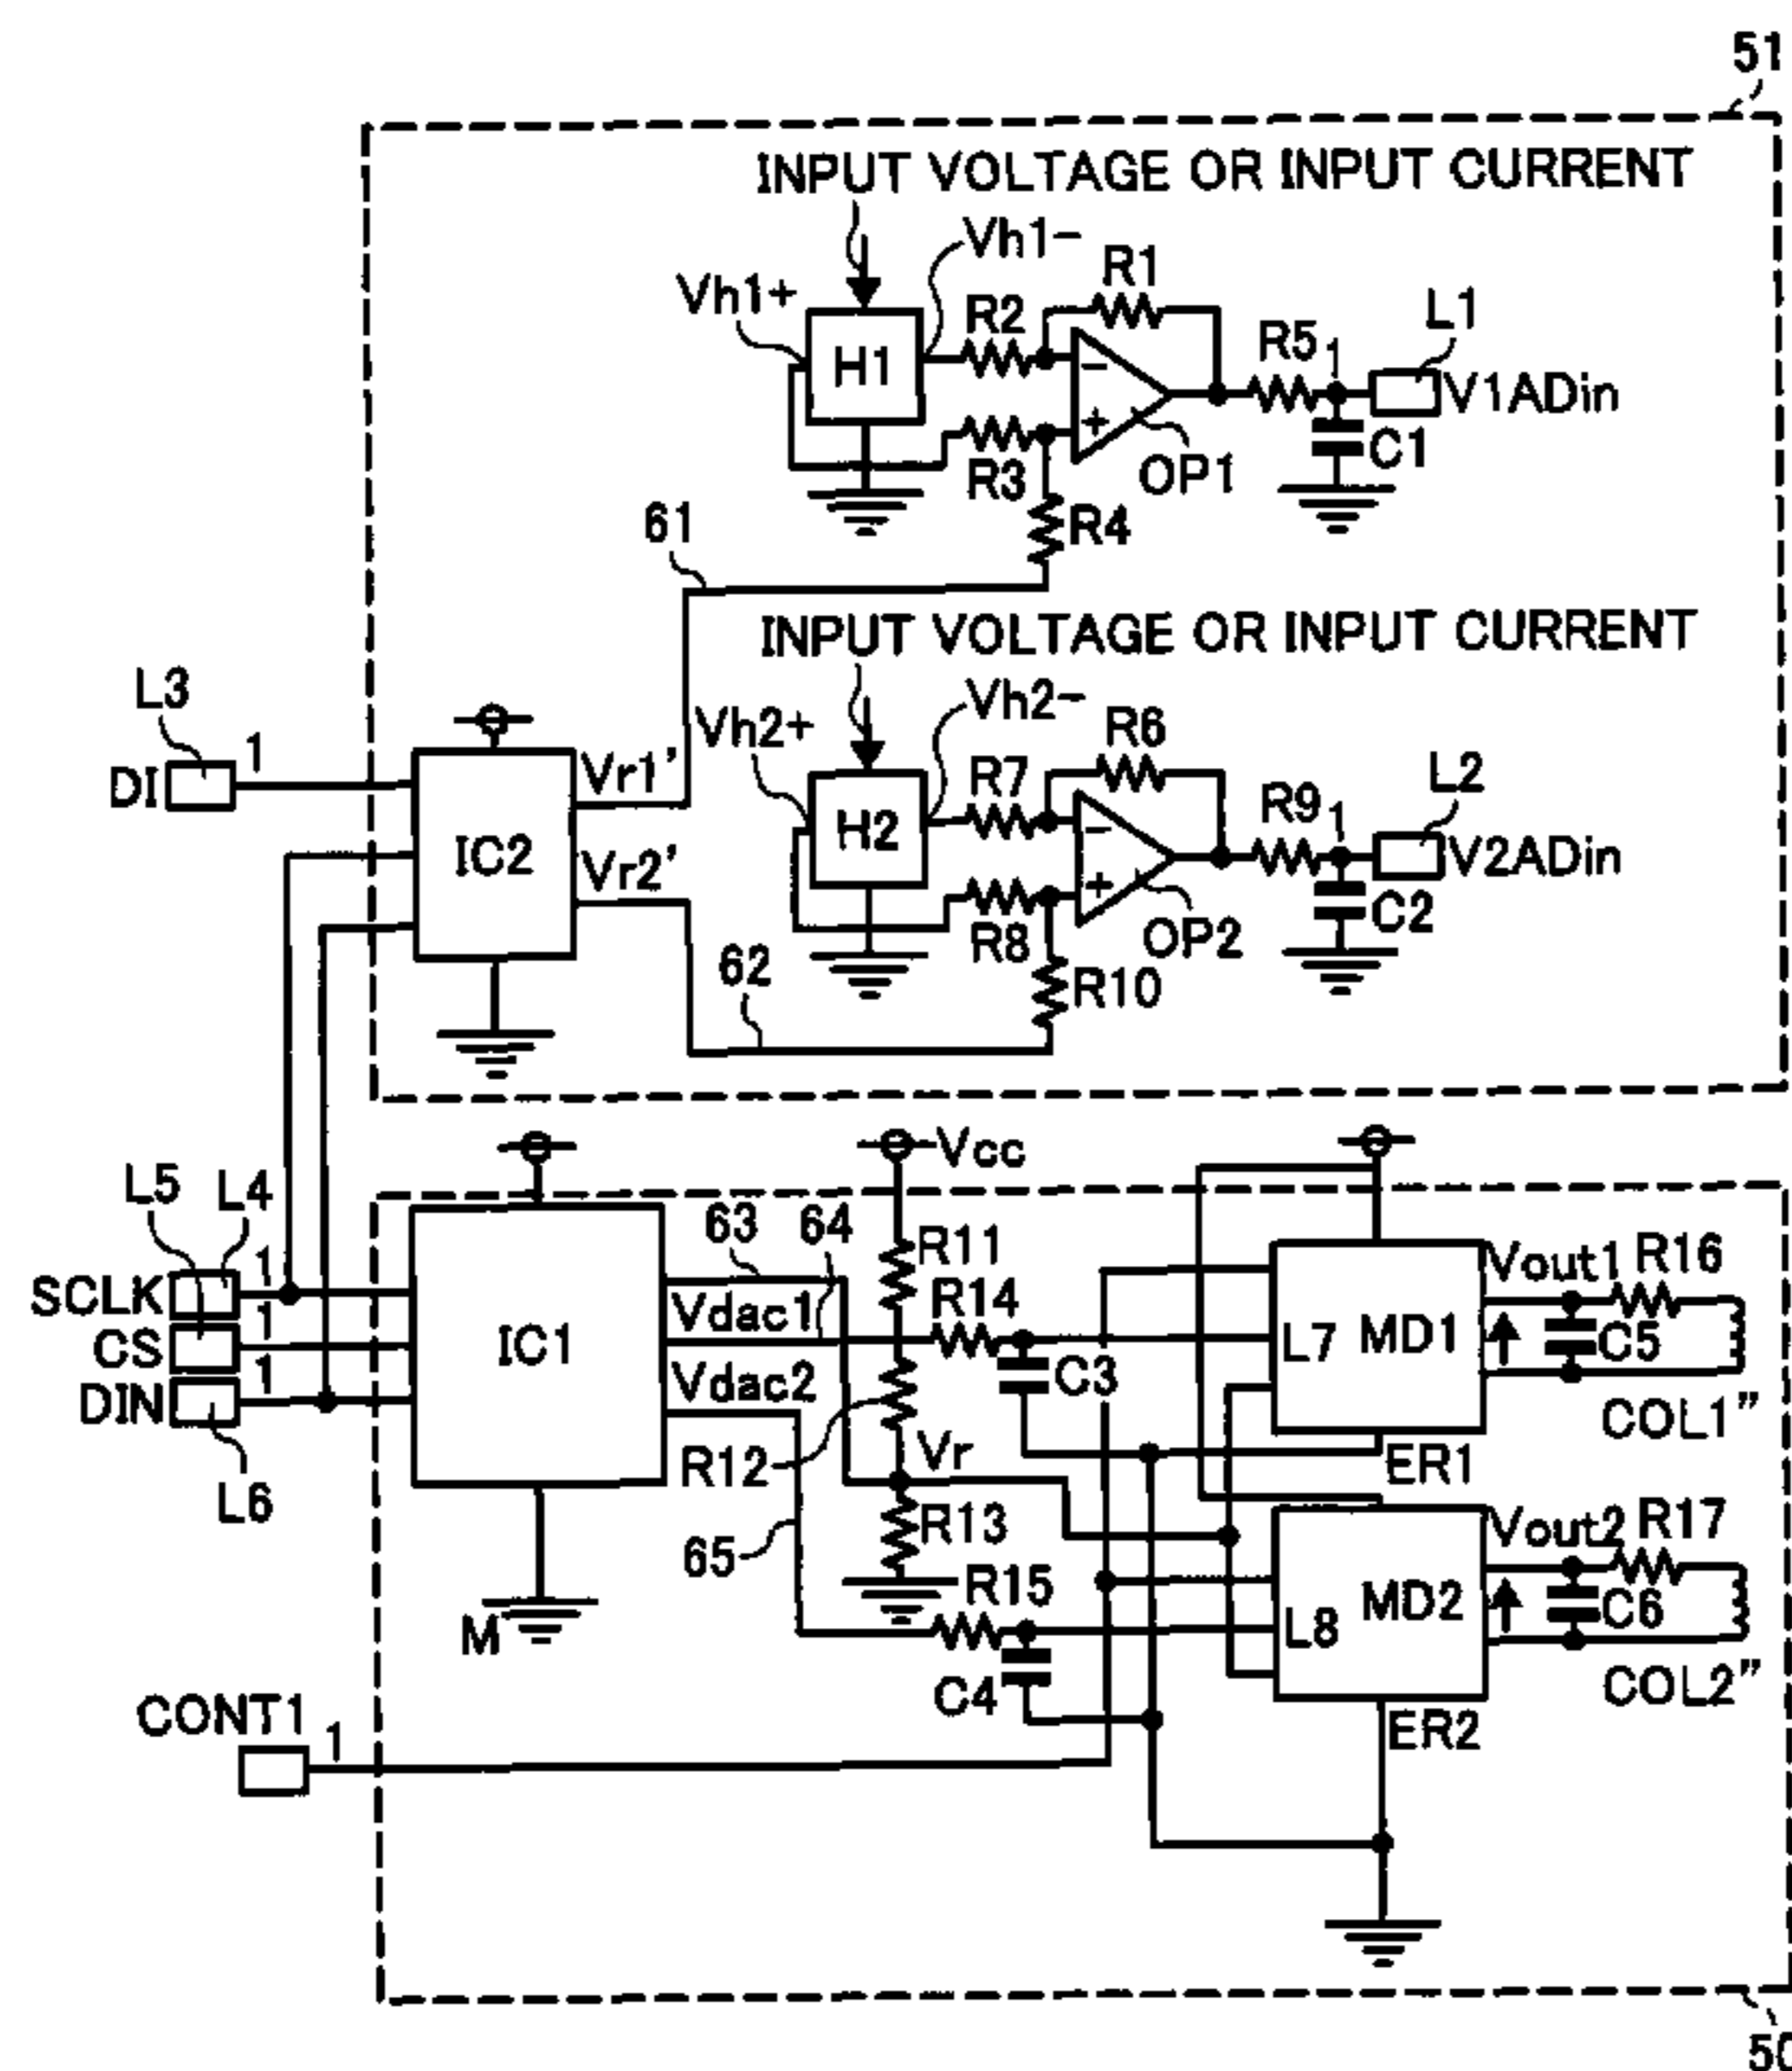 51
INPUT VOLTAGE OR INPUT CURRENT
Vh1-
Vh1+
R1
R2
H1
L1
R5
1
V1ADin
OP1
C1
R3
R4
61
INPUT VOLTAGE OR INPUT CURRENT
L3
1
DI
Vr1'
IC2
Vr2'
Vh2-
Vh2+
R6
R7
H2
L2
R9
1
V2ADin
OP2
C2
R8
R10
62
Vcc
L5
L4
SCLK
1
CS
1
DIN
1
L6
IC1
63
64
R11
Vdac1
R14
Vdac2
C3
R12
Vr
R13
65
R15
M
C4
L7
MD1
Vout1
R16
C5
COL1"
ER1
L8
MD2
Vout2
R17
C6
COL2"
ER2
CONT1
1
50